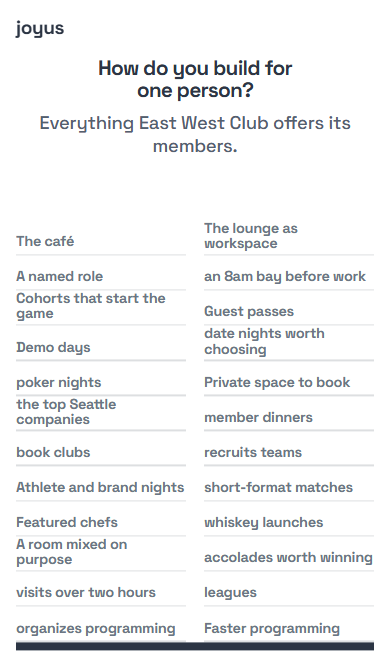 joyus
How do you build for
one person?
Everything East West Club offers its
members.
The café
The lounge as
workspace
A named role
an 8am bay before work
Cohorts that start the
game
Guest passes
Demo days
date nights worth
choosing
poker nights
Private space to book
the top Seattle
companies
member dinners
book clubs
recruits teams
Athlete and brand nights
short-format matches
Featured chefs
whiskey launches
A room mixed on
purpose
accolades worth winning
visits over two hours
leagues
organizes programming
Faster programming